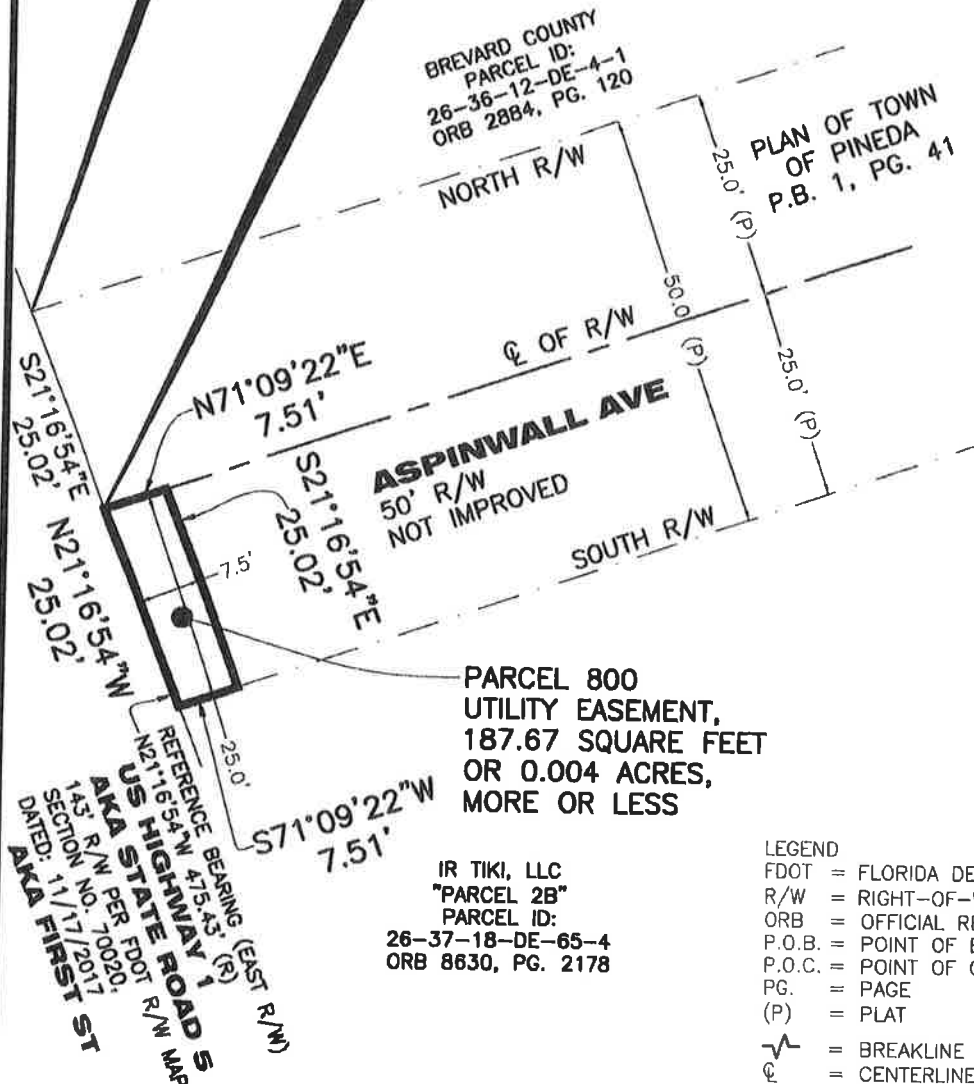 BREVARD COUNTY
PARCEL ID:
26-36-12-DE-4-1
ORB 2884, PG. 120
PLAN OF TOWN
OF PINEDA
P.B. 1, PG. 41
NORTH R/W
25.0' (P)
50.0 (P)
25.0' (P)
℄ OF R/W
S21°16'54"E
25.02'
N71°09'22"E
7.51'
ASPINWALL AVE
50' R/W
NOT IMPROVED
S21°16'54"E
25.02'
SOUTH R/W
N21°16'54"W
25.02'
7.5'
PARCEL 800
UTILITY EASEMENT,
187.67 SQUARE FEET
OR 0.004 ACRES,
MORE OR LESS
25.0'
S71°09'22"W
7.51'
REFERENCE BEARING (EAST R/W)
N21°16'54"W 475.43' (R)
US HIGHWAY 1
AKA STATE ROAD 5
143' R/W PER FDOT R/W MAP
SECTION NO. 70020,
DATED: 11/17/2017
AKA FIRST ST
IR TIKI, LLC
"PARCEL 2B"
PARCEL ID:
26-37-18-DE-65-4
ORB 8630, PG. 2178
LEGEND
FDOT = FLORIDA DE
R/W = RIGHT-OF-
ORB = OFFICIAL RE
P.O.B. = POINT OF B
P.O.C. = POINT OF
PG. = PAGE
(P) = PLAT
= BREAKLINE
℄ = CENTERLINE